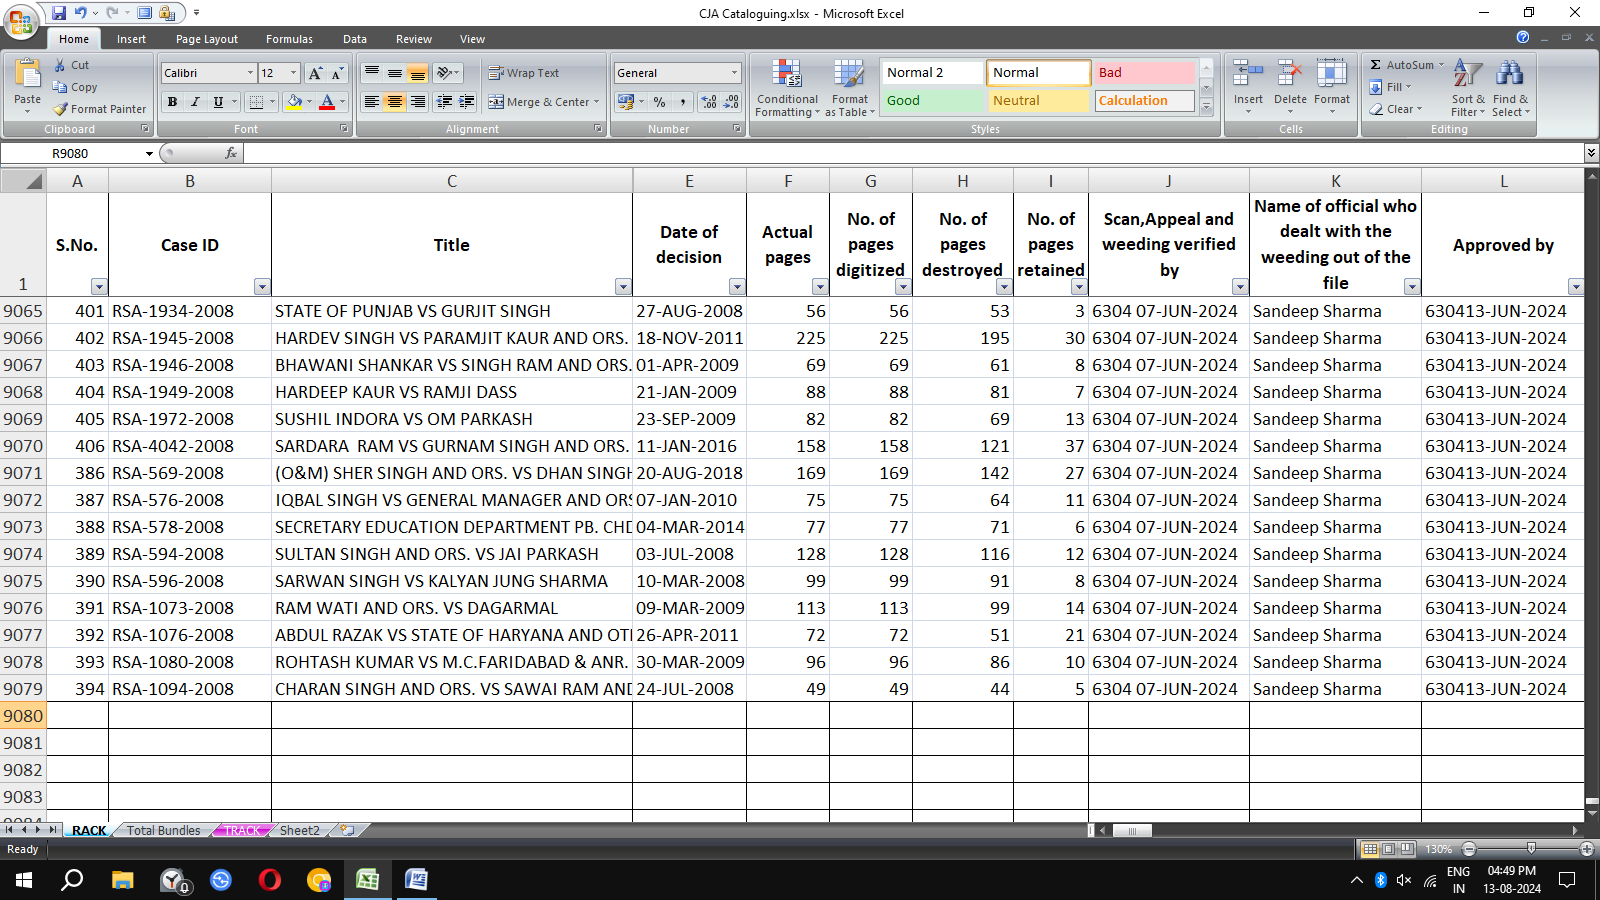 CJA Cataloguing.xlsx - Microsoft Excel
Home Insert Page Layout Formulas Data Review View
Paste Cut Copy Format Painter Clipboard
Calibri 12 B I U A Font
Wrap Text Merge & Center Alignment
General % , Number
Conditional Formatting Format as Table
Normal 2 Normal Bad
Good Neutral Calculation
Styles
Insert Delete Format Cells
Σ AutoSum Fill Clear Sort & Filter Find & Select Editing
R9080 fx
A B C E F G H I J K L
1 S.No. Case ID Title Date of decision Actual pages No. of pages digitized No. of pages destroyed No. of pages retained Scan,Appeal and weeding verified by Name of official who dealt with the weeding out of the file Approved by
9065 401 RSA-1934-2008 STATE OF PUNJAB VS GURJIT SINGH 27-AUG-2008 56 56 53 3 6304 07-JUN-2024 Sandeep Sharma 630413-JUN-2024
9066 402 RSA-1945-2008 HARDEV SINGH VS PARAMJIT KAUR AND ORS. 18-NOV-2011 225 225 195 30 6304 07-JUN-2024 Sandeep Sharma 630413-JUN-2024
9067 403 RSA-1946-2008 BHAWANI SHANKAR VS SINGH RAM AND ORS. 01-APR-2009 69 69 61 8 6304 07-JUN-2024 Sandeep Sharma 630413-JUN-2024
9068 404 RSA-1949-2008 HARDEEP KAUR VS RAMJI DASS 21-JAN-2009 88 88 81 7 6304 07-JUN-2024 Sandeep Sharma 630413-JUN-2024
9069 405 RSA-1972-2008 SUSHIL INDORA VS OM PARKASH 23-SEP-2009 82 82 69 13 6304 07-JUN-2024 Sandeep Sharma 630413-JUN-2024
9070 406 RSA-4042-2008 SARDARA RAM VS GURNAM SINGH AND ORS. 11-JAN-2016 158 158 121 37 6304 07-JUN-2024 Sandeep Sharma 630413-JUN-2024
9071 386 RSA-569-2008 (O&M) SHER SINGH AND ORS. VS DHAN SINGH 20-AUG-2018 169 169 142 27 6304 07-JUN-2024 Sandeep Sharma 630413-JUN-2024
9072 387 RSA-576-2008 IQBAL SINGH VS GENERAL MANAGER AND ORS 07-JAN-2010 75 75 64 11 6304 07-JUN-2024 Sandeep Sharma 630413-JUN-2024
9073 388 RSA-578-2008 SECRETARY EDUCATION DEPARTMENT PB. CHD 04-MAR-2014 77 77 71 6 6304 07-JUN-2024 Sandeep Sharma 630413-JUN-2024
9074 389 RSA-594-2008 SULTAN SINGH AND ORS. VS JAI PARKASH 03-JUL-2008 128 128 116 12 6304 07-JUN-2024 Sandeep Sharma 630413-JUN-2024
9075 390 RSA-596-2008 SARWAN SINGH VS KALYAN JUNG SHARMA 10-MAR-2008 99 99 91 8 6304 07-JUN-2024 Sandeep Sharma 630413-JUN-2024
9076 391 RSA-1073-2008 RAM WATI AND ORS. VS DAGARMAL 09-MAR-2009 113 113 99 14 6304 07-JUN-2024 Sandeep Sharma 630413-JUN-2024
9077 392 RSA-1076-2008 ABDUL RAZAK VS STATE OF HARYANA AND OTH 26-APR-2011 72 72 51 21 6304 07-JUN-2024 Sandeep Sharma 630413-JUN-2024
9078 393 RSA-1080-2008 ROHTASH KUMAR VS M.C.FARIDABAD & ANR. 30-MAR-2009 96 96 86 10 6304 07-JUN-2024 Sandeep Sharma 630413-JUN-2024
9079 394 RSA-1094-2008 CHARAN SINGH AND ORS. VS SAWAI RAM AND 24-JUL-2008 49 49 44 5 6304 07-JUN-2024 Sandeep Sharma 630413-JUN-2024
9080
9081
9082
9083
9084
RACK Total Bundles TRACK Sheet2
Ready 130%
ENG 04:49 PM
IN 13-08-2024